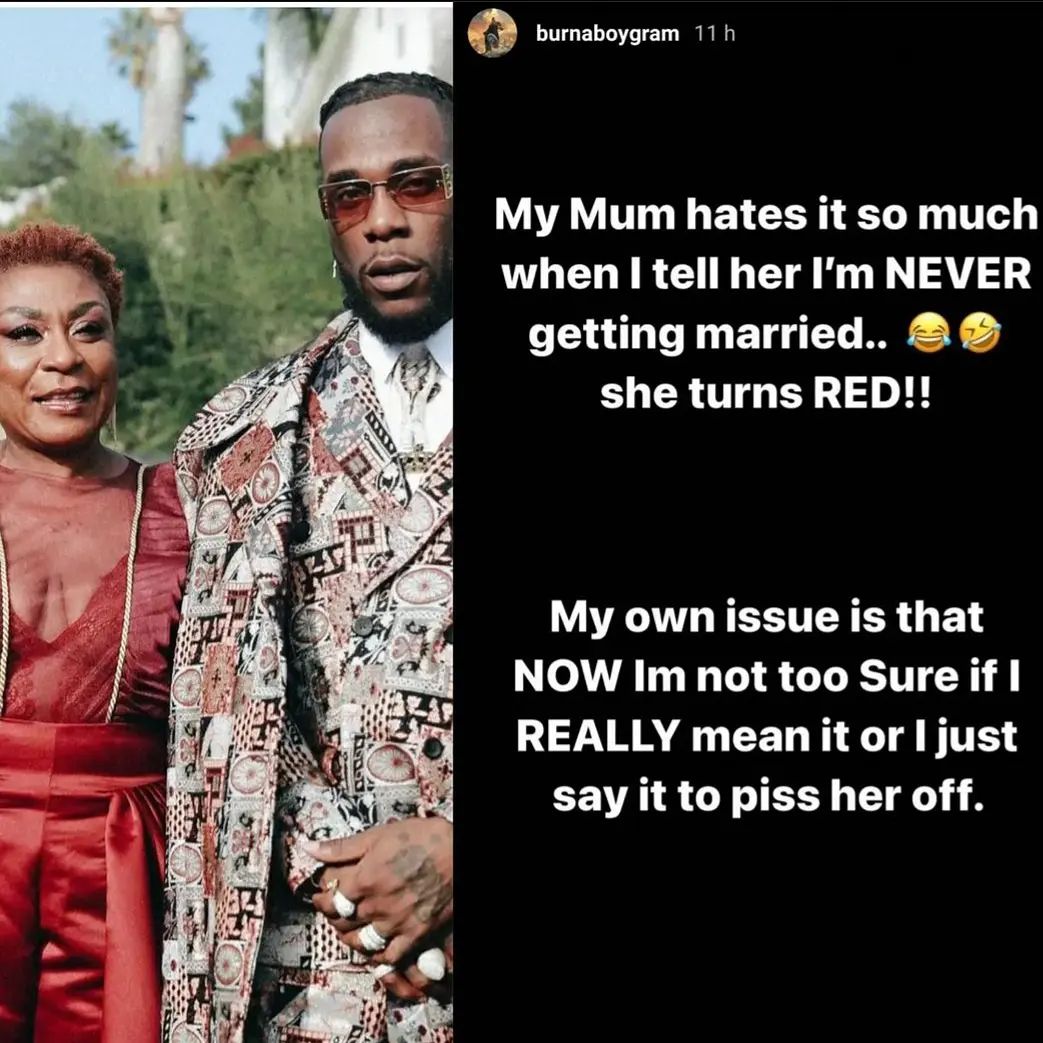 burnaboygram 11 h
My Mum hates it so much
when I tell her I'm NEVER
getting married.. 😂🤣
she turns RED!!
My own issue is that
NOW Im not too Sure if I
REALLY mean it or I just
say it to piss her off.